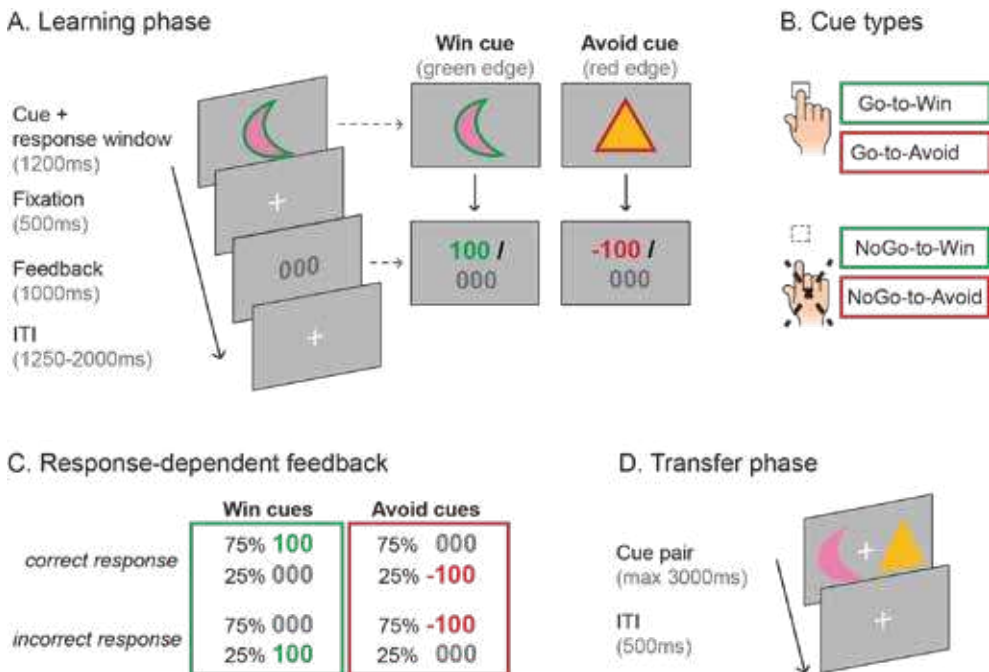 A. Learning phase
Win cue
(green edge)
Avoid cue
(red edge)
Cue +
response window
(1200ms)
Fixation
(500ms)
Feedback
(1000ms)
ITI
(1250-2000ms)
000
100 /
000
-100 /
000
B. Cue types
Go-to-Win
Go-to-Avoid
NoGo-to-Win
NoGo-to-Avoid
C. Response-dependent feedback
Win cues Avoid cues
correct response
75% 100 75% 000
25% 000 25% -100
incorrect response
75% 000 75% -100
25% 100 25% 000
D. Transfer phase
Cue pair
(max 3000ms)
ITI
(500ms)